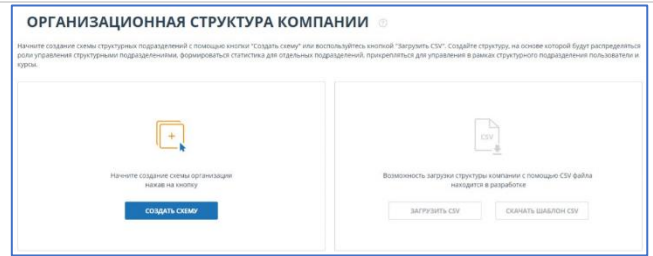 ОРГАНИЗАЦИОННАЯ СТРУКТУРА КОМПАНИИ ?
Начните создание схемы структурных подразделений с помощью кнопки "Создать схему" или воспользуйтесь кнопкой "Загрузить CSV". Создайте структуру, на основе которой будут распределяться
роли управления структурными подразделениями, формироваться статистика для отдельных подразделений, прикрепляться для управления в рамках структурного подразделения пользователи и
курсы.
CSV
Начните создание схемы организации
нажав на кнопку
СОЗДАТЬ СХЕМУ
Возможность загрузки структуры компании с помощью CSV файла
находится в разработке
ЗАГРУЗИТЬ CSV СКАЧАТЬ ШАБЛОН CSV